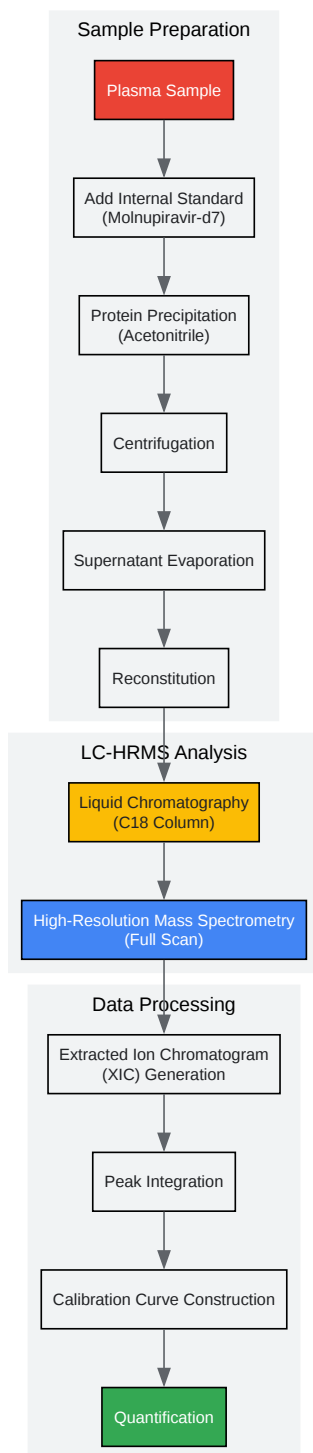 Sample Preparation
Plasma Sample
Add Internal Standard
(Molnupiravir-d7)
Protein Precipitation
(Acetonitrile)
Centrifugation
Supernatant Evaporation
Reconstitution
LC-HRMS Analysis
Liquid Chromatography
(C18 Column)
High-Resolution Mass Spectrometry
(Full Scan)
Data Processing
Extracted Ion Chromatogram
(XIC) Generation
Peak Integration
Calibration Curve Construction
Quantification